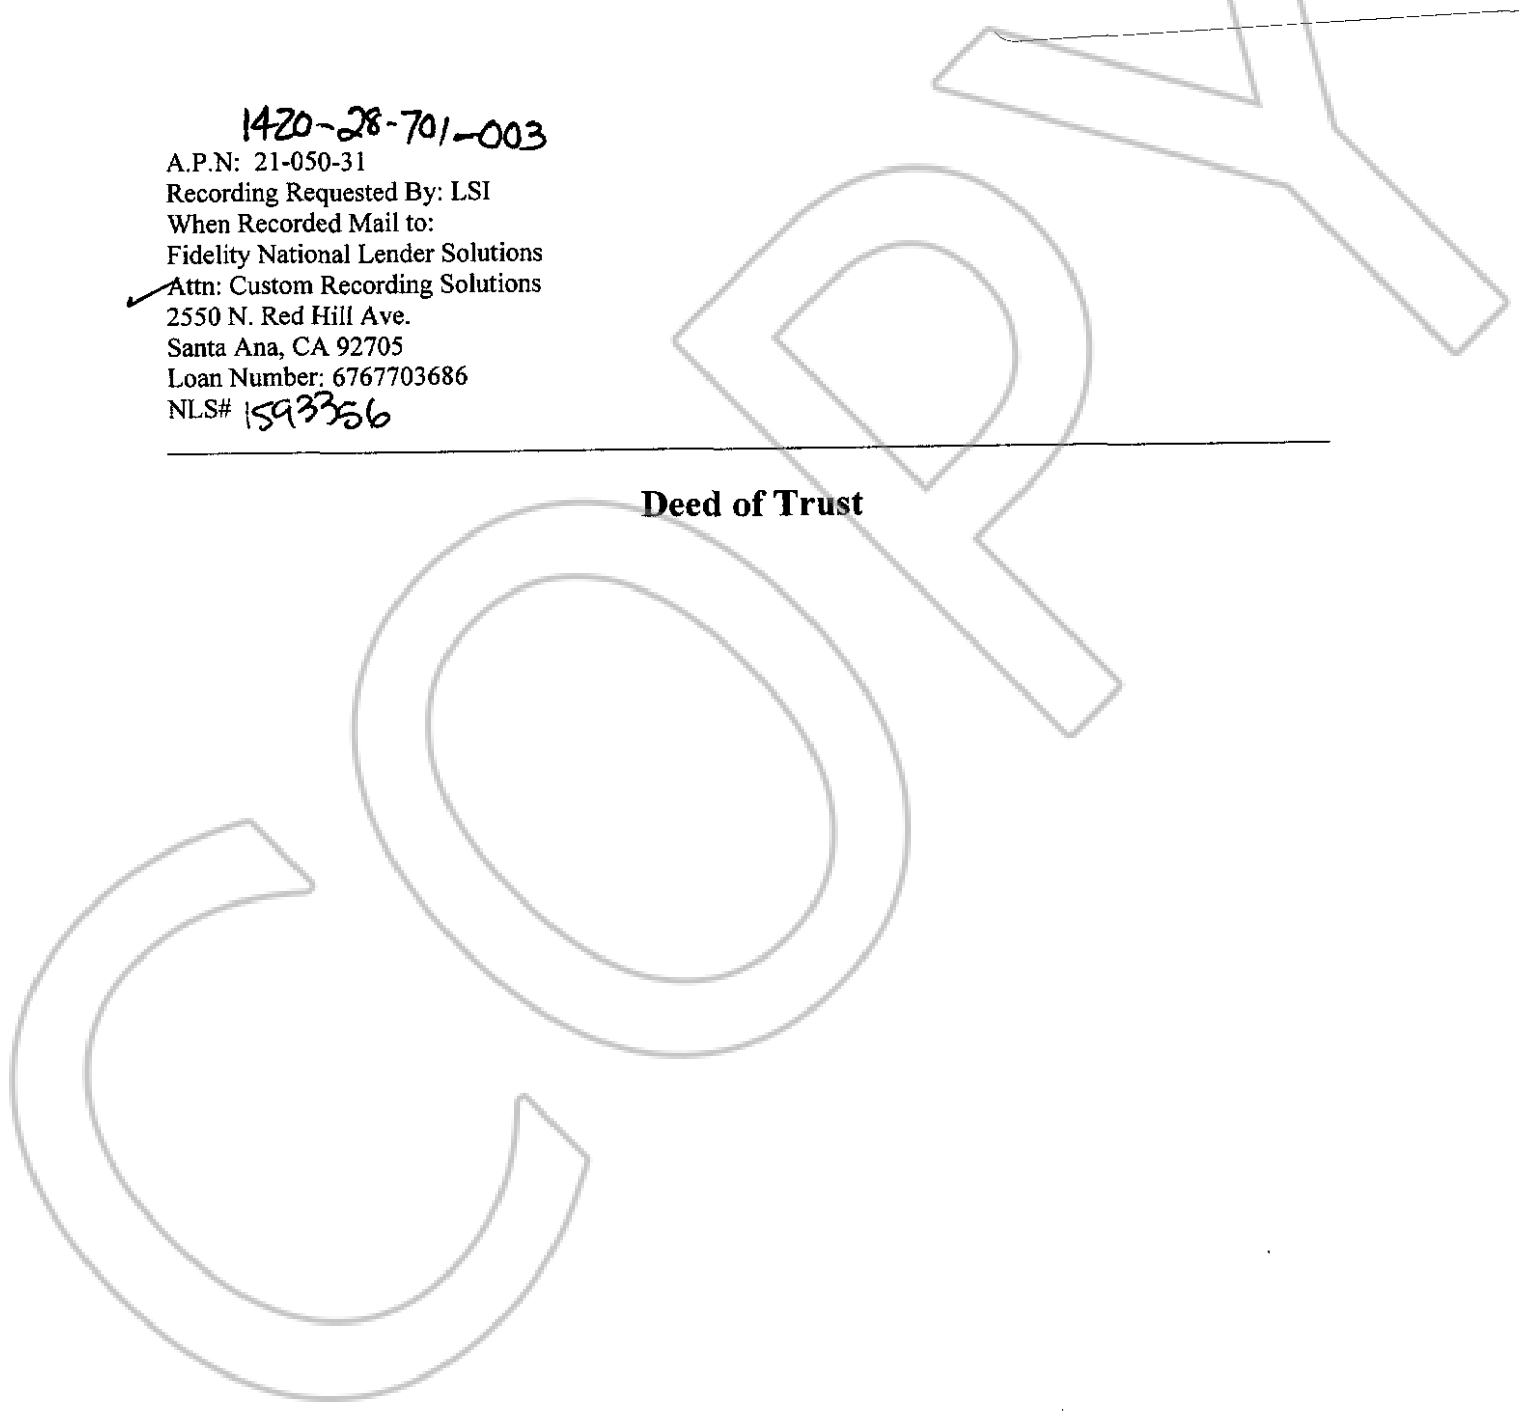 1420-28-701-003
A.P.N: 21-050-31
Recording Requested By: LSI
When Recorded Mail to:
Fidelity National Lender Solutions
Attn: Custom Recording Solutions
2550 N. Red Hill Ave.
Santa Ana, CA 92705
Loan Number: 6767703686
NLS# 1593356
Deed of Trust
COPY